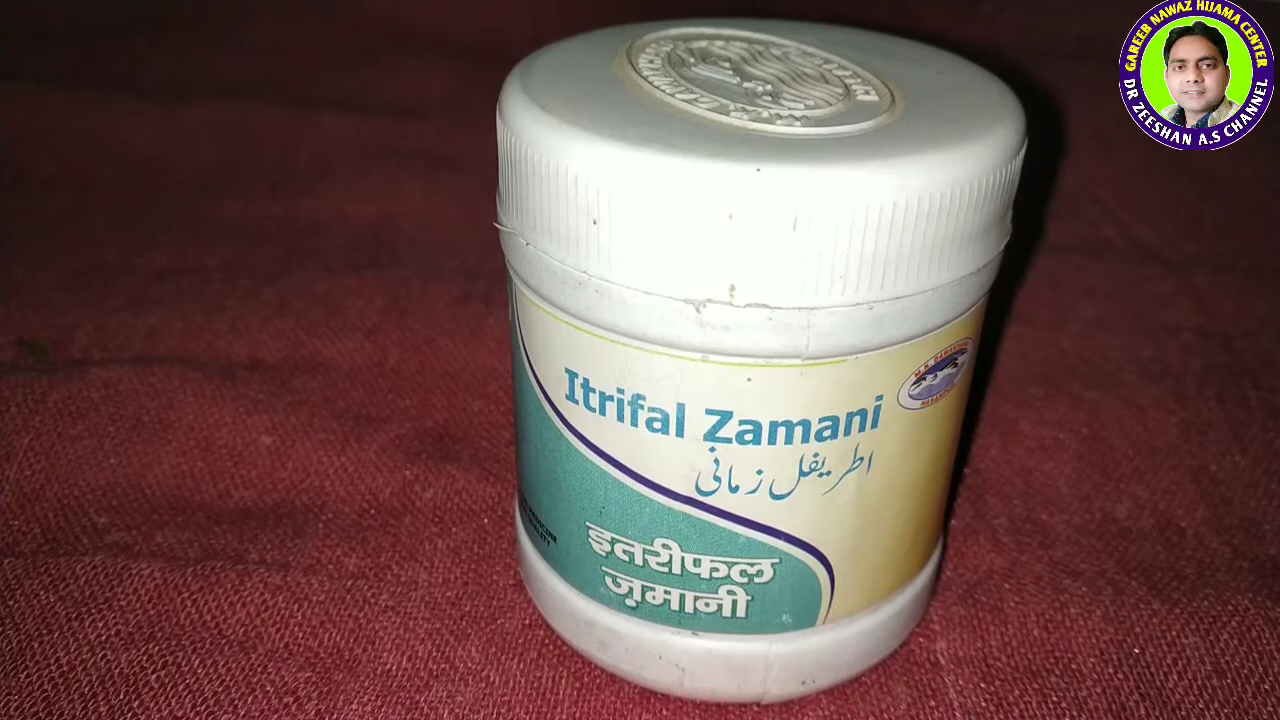 GAREEB NAWAZ HIJAMA CENTER
DR ZEESHAN A.S CHANNEL
Itrifal Zamani
اطریفل زمانی
इतरीफल
ज़मानी